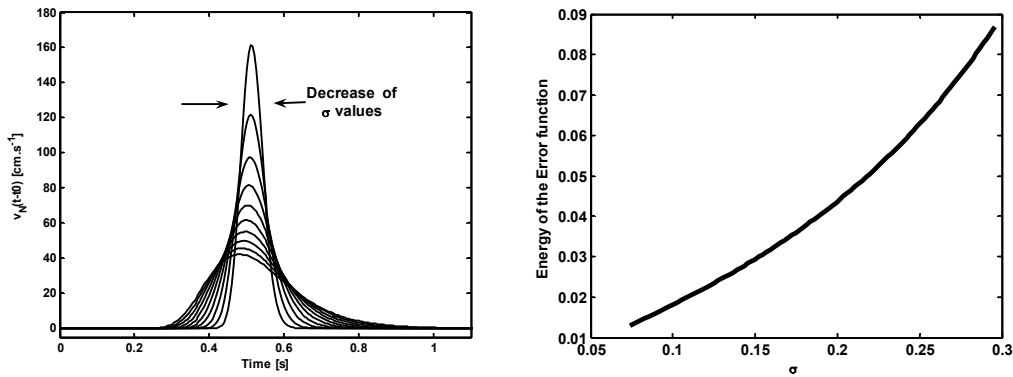 180
160
140
120
100
80
60
40
20
0
v_N(t-t0) [cm.s⁻¹]
Decrease of
σ values
0 0.2 0.4 0.6 0.8 1
Time [s]
0.09
0.08
0.07
0.06
0.05
0.04
0.03
0.02
0.01
Energy of the Error function
0.05 0.1 0.15 0.2 0.25 0.3 0.35
σ